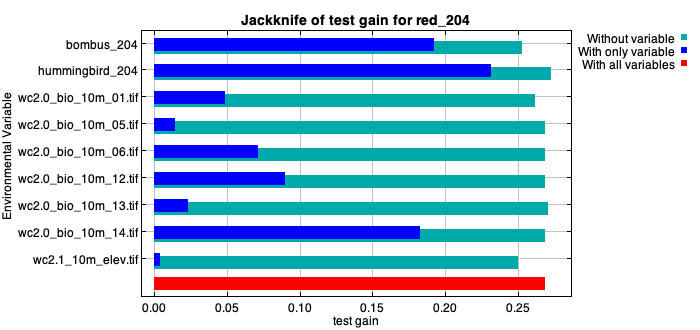 Jackknife of test gain for red_204
Without variable
With only variable
With all variables
Environmental Variable
bombus_204
hummingbird_204
wc2.0_bio_10m_01.tif
wc2.0_bio_10m_05.tif
wc2.0_bio_10m_06.tif
wc2.0_bio_10m_12.tif
wc2.0_bio_10m_13.tif
wc2.0_bio_10m_14.tif
wc2.1_10m_elev.tif
0.00 0.05 0.10 0.15 0.20 0.25
test gain